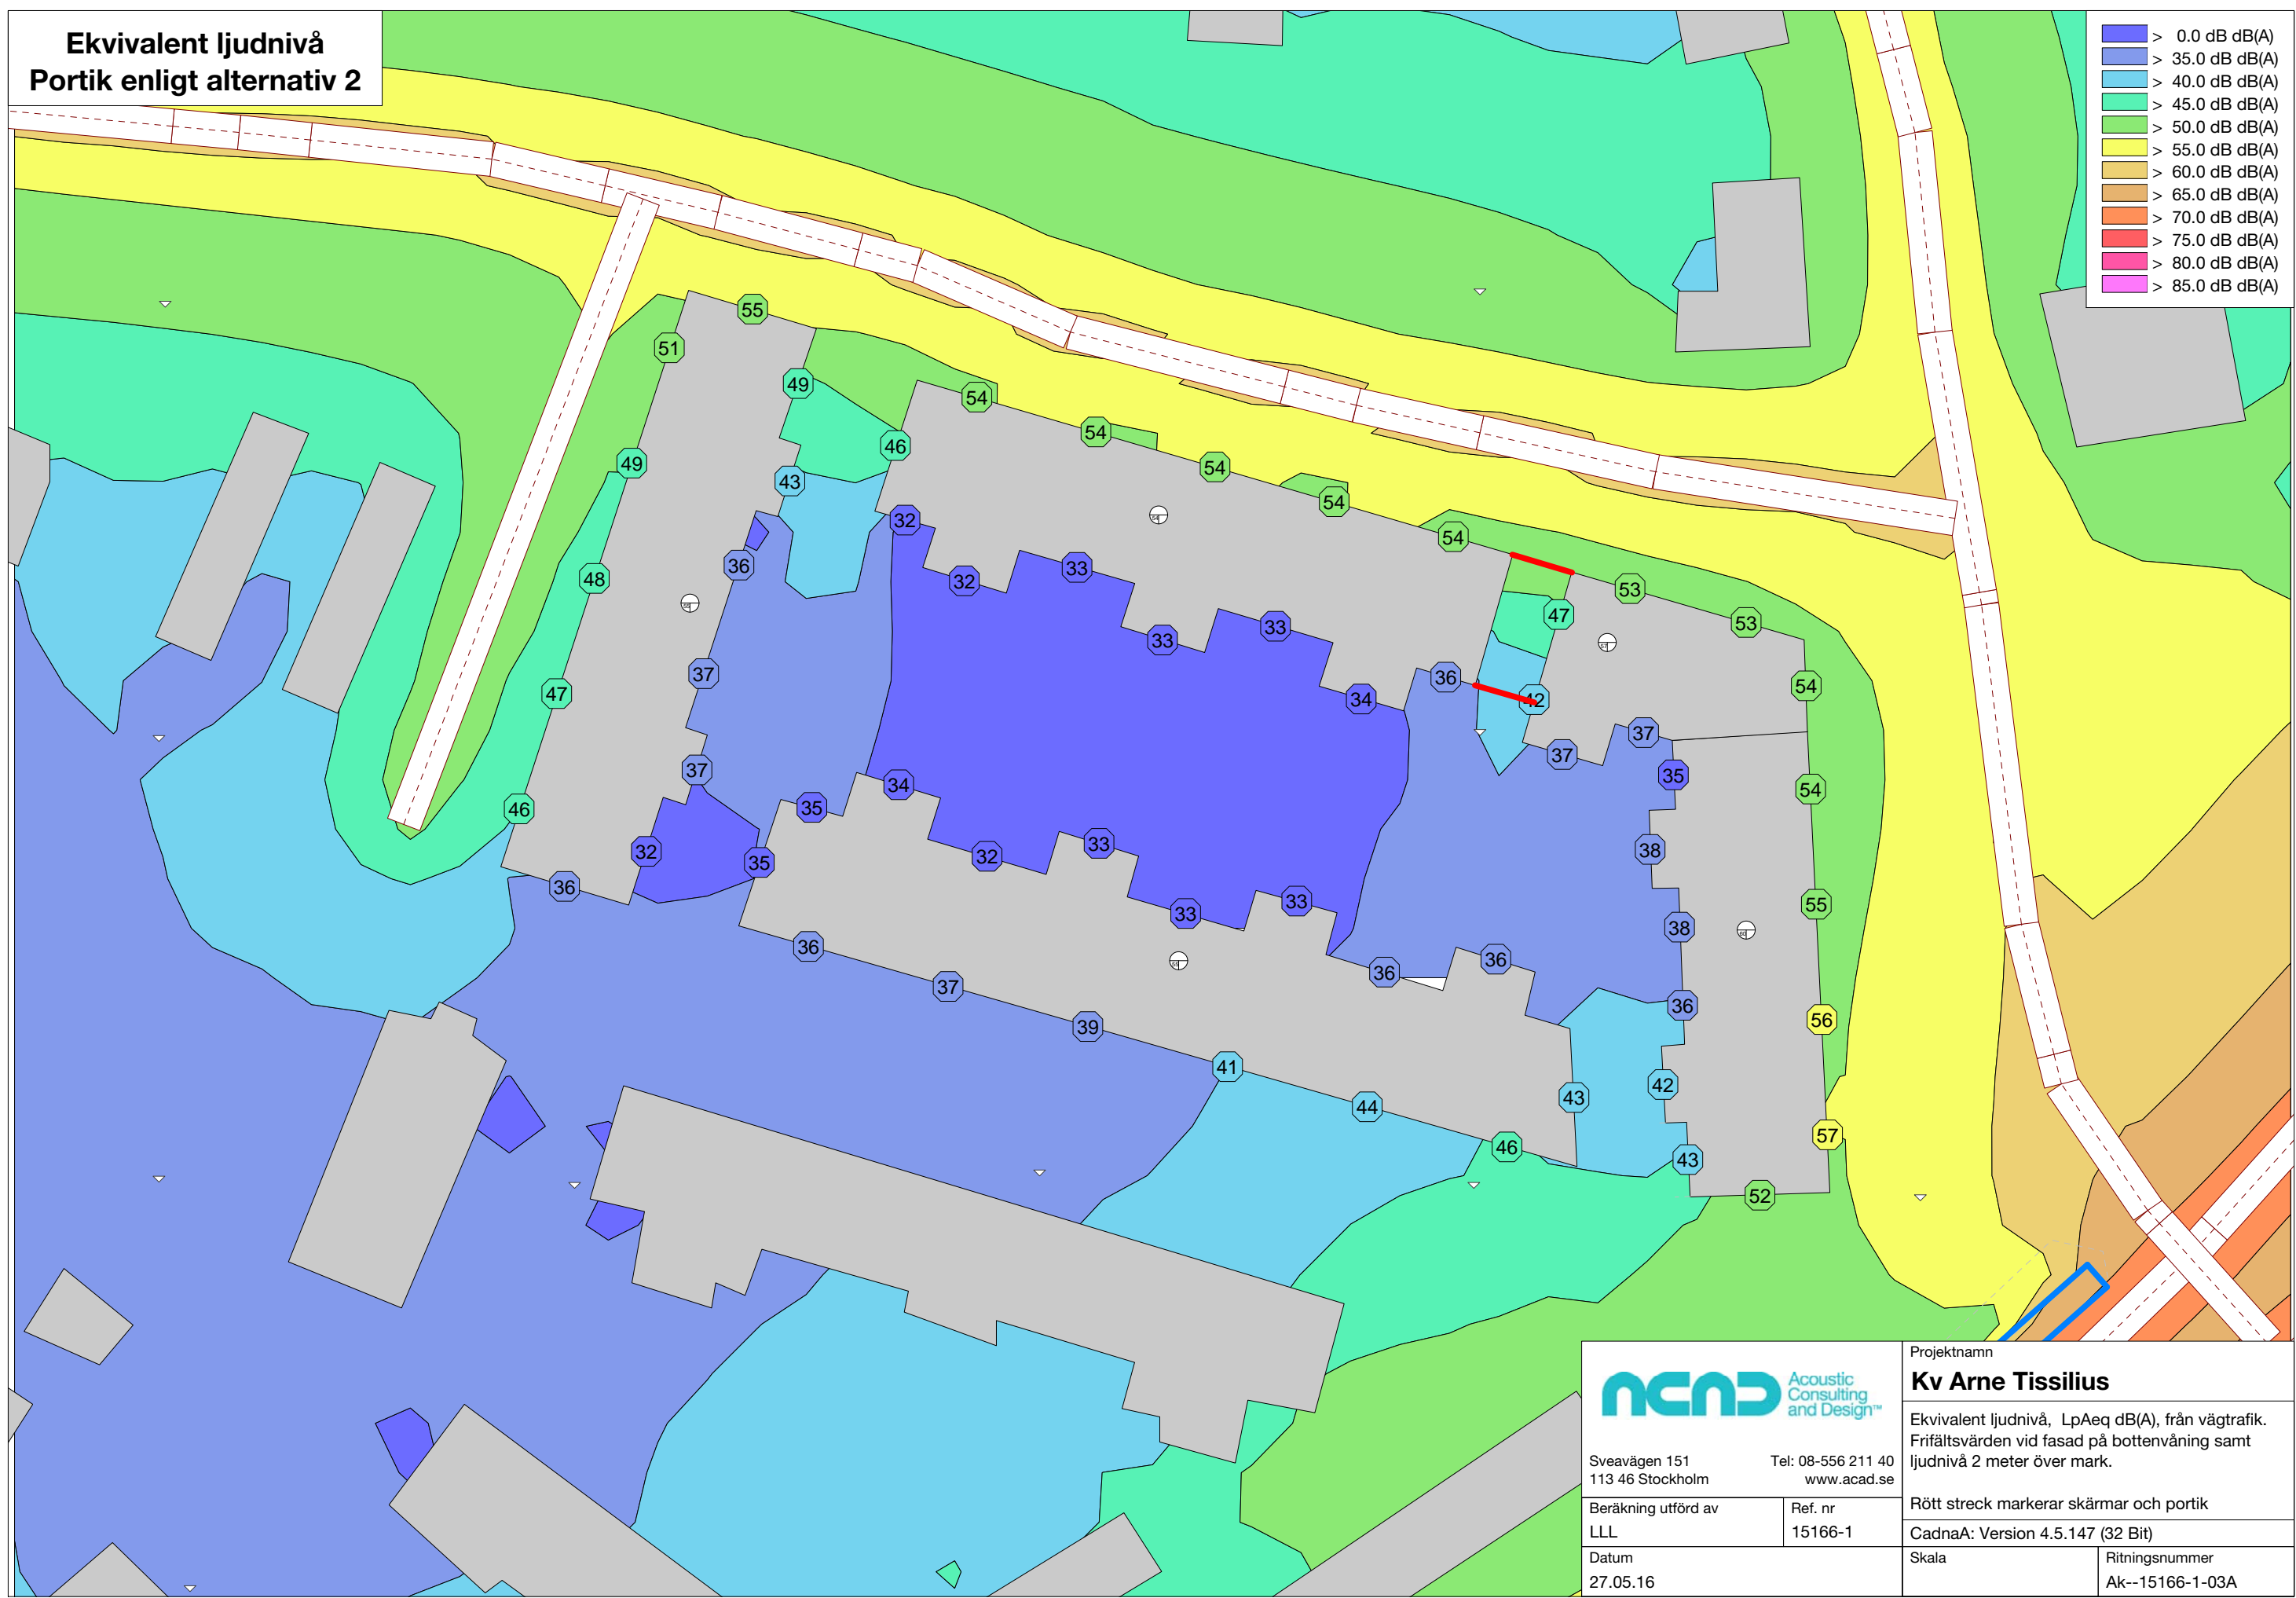 Ekvivalent ljudnivå
Portik enligt alternativ 2
> 0.0 dB dB(A)
> 35.0 dB dB(A)
> 40.0 dB dB(A)
> 45.0 dB dB(A)
> 50.0 dB dB(A)
> 55.0 dB dB(A)
> 60.0 dB dB(A)
> 65.0 dB dB(A)
> 70.0 dB dB(A)
> 75.0 dB dB(A)
> 80.0 dB dB(A)
> 85.0 dB dB(A)
55
51
49
54
46
54
49
54
43
54
32
54
36
33
32
48
53
47
53
33
33
37
36
54
47
34
42
37
37
37
35
34
54
35
46
33
38
32
32
35
36
33
55
33
38
36
36
36
37
36
56
39
41
42
43
44
57
46
43
52
ACAD
Acoustic
Consulting
and Design™
Sveavägen 151
113 46 Stockholm
Tel: 08-556 211 40
www.acad.se
Beräkning utförd av
LLL
Ref. nr
15166-1
Datum
27.05.16
Projektnamn
Kv Arne Tissilius
Ekvivalent ljudnivå, LpAeq dB(A), från vägtrafik.
Frifältsvärden vid fasad på bottenvåning samt
ljudnivå 2 meter över mark.
Rött streck markerar skärmar och portik
CadnaA: Version 4.5.147 (32 Bit)
Skala
Ritningsnummer
Ak--15166-1-03A